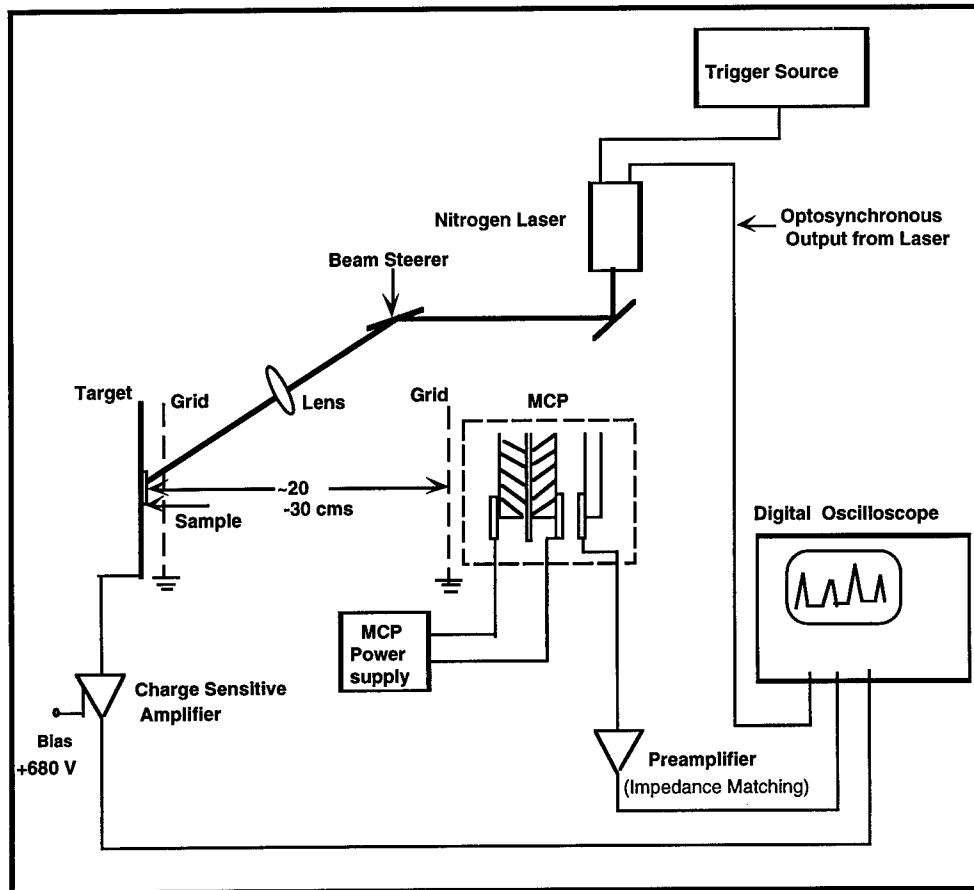 Trigger Source
Nitrogen Laser
Optosynchronous
Output from Laser
Beam Steerer
Target
Grid
Lens
Grid
MCP
~20
-30 cms
Sample
Digital Oscilloscope
MCP
Power
supply
Charge Sensitive
Amplifier
Bias
+680 V
Preamplifier
(Impedance Matching)